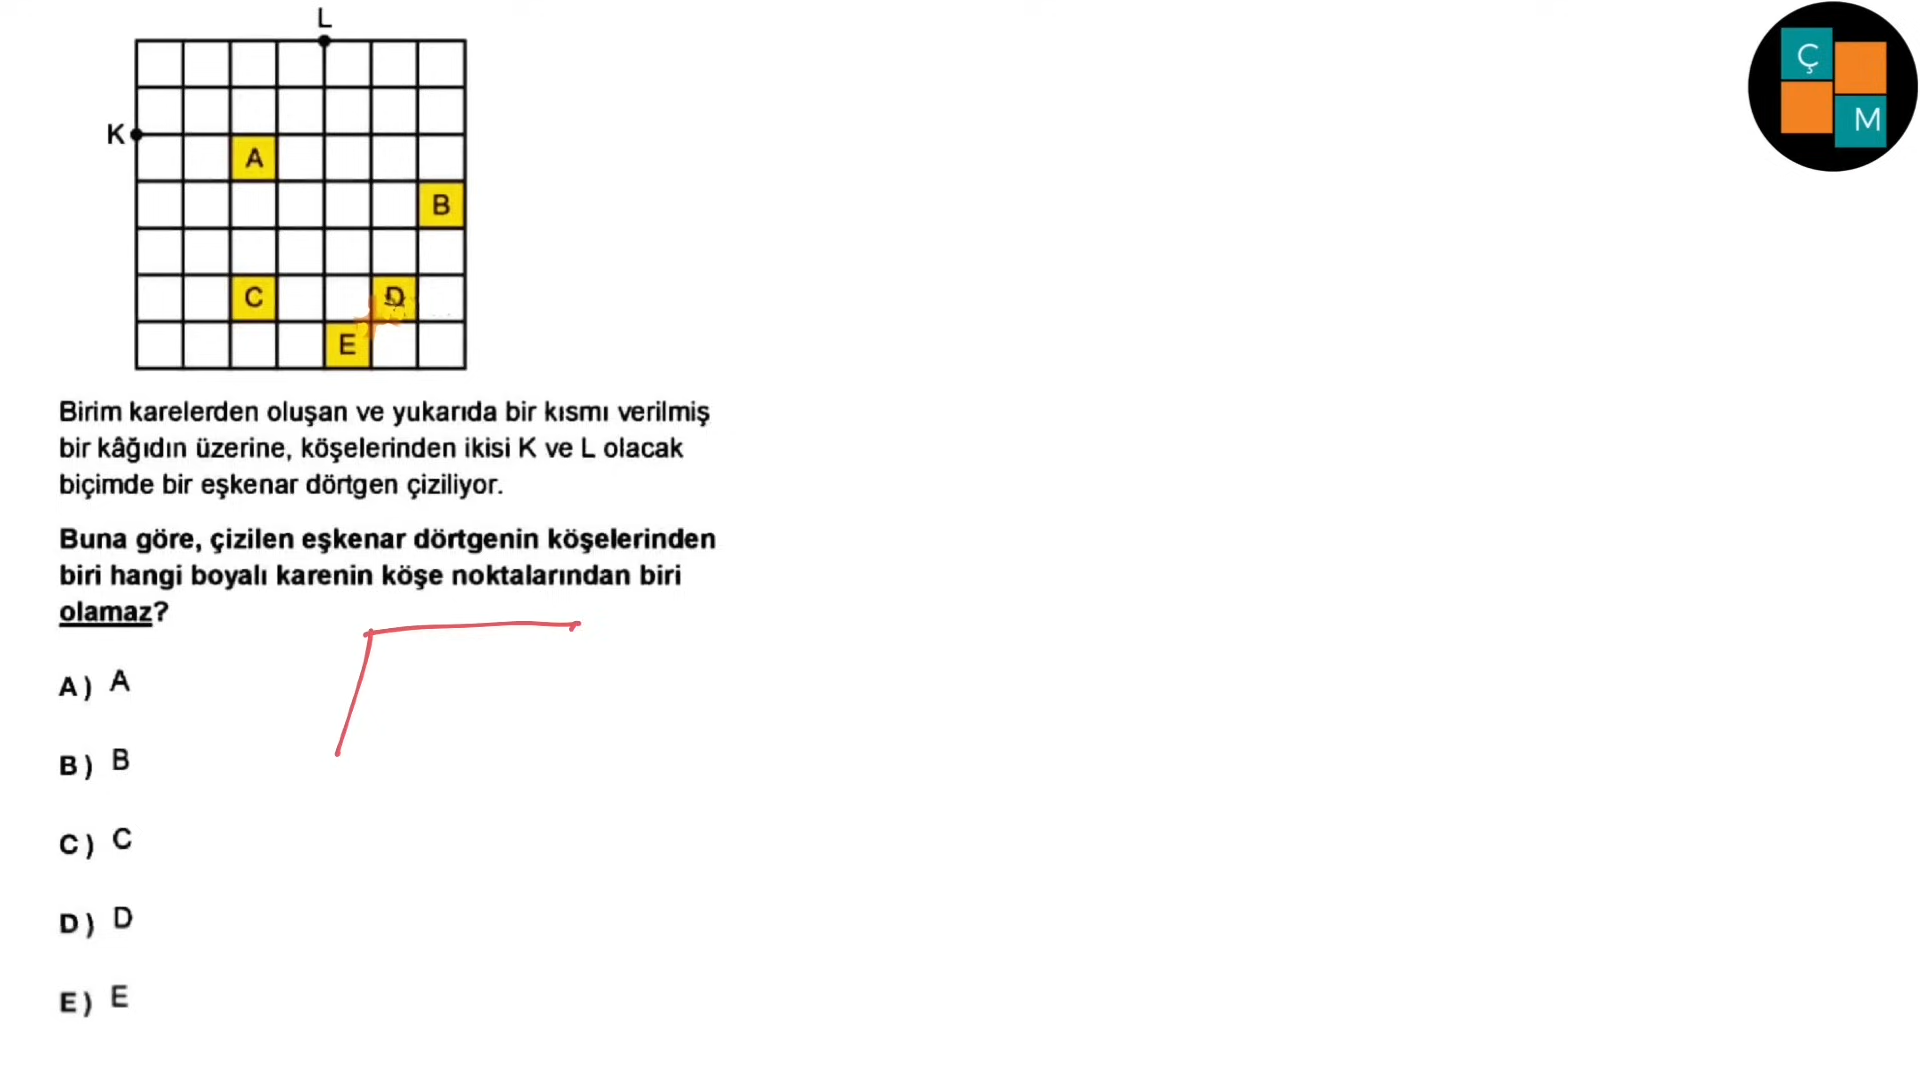 L
K
A
B
C
D
E
Birim karelerden oluşan ve yukarıda bir kısmı verilmiş
bir kâğıdın üzerine, köşelerinden ikisi K ve L olacak
biçimde bir eşkenar dörtgen çiziliyor.
Buna göre, çizilen eşkenar dörtgenin köşelerinden
biri hangi boyalı karenin köşe noktalarından biri
olamaz?
A) A
B) B
C) C
D) D
E) E
Ç
M